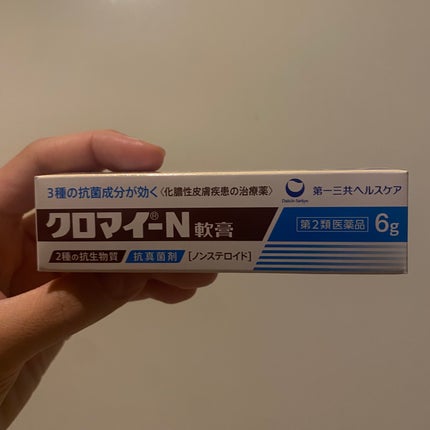 3種の抗菌成分が効く〈化膿性皮膚疾患の治療薬〉
Daiichi-Sankyo
第一三共ヘルスケア
クロマイ®-N軟膏
第2類医薬品 6g
2種の抗生物質 抗真菌剤 [ノンステロイド]